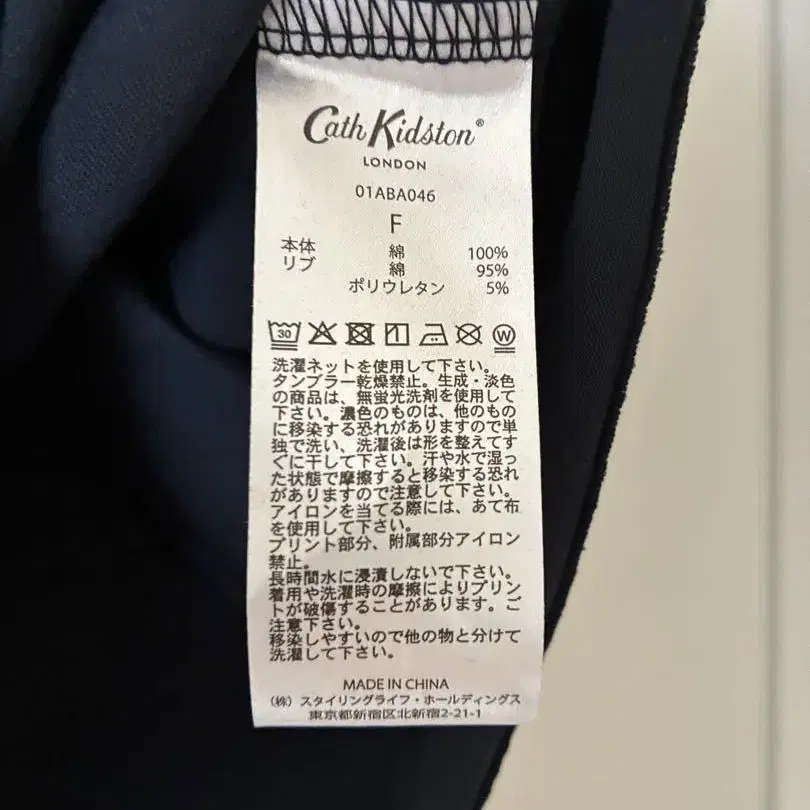 Cath Kidston®
LONDON
01ABA046
F
本体 綿 100%
リブ 綿 95%
ポリウレタン 5%
30 W
洗濯ネットを使用して下さい。
タンブラー乾燥禁止。生成・淡色
の商品は、無蛍光洗剤を使用して
下さい。濃色のものは、他のもの
に移染する恐れがありますので単
独で洗い、洗濯後は形を整えてす
ぐに干して下さい。汗や水で湿っ
た状態で摩擦すると移染する恐れ
がありますので注意して下さい。
アイロンを当てる際には、あて布
を使用して下さい。
プリント部分、附属部分アイロン
禁止。
長時間水に浸漬しないで下さい。
着用や洗濯時の摩擦によりプリン
トが破傷することがあります。ご
注意下さい。
移染しやすいので他の物と分けて
洗濯して下さい。
MADE IN CHINA
（株）スタイリングライフ・ホールディングス
東京都新宿区北新宿2-21-1